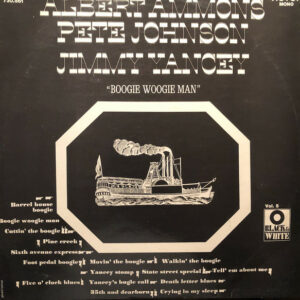 730.561
MONO
ALBERT AMMONS
PETE JOHNSON
JIMMY YANCEY
"BOOGIE WOOGIE MAN"
Barrel house
boogie
Boogie woogie man
Cuttin' the boogie
Pine creek
Sixth avenue express
Foot pedal boogie Movin' the boogie Walkin' the boogie
Yancey stomp State street special Tell' em about me
Five o' clock blues Yancey's bugle call Death letter blues
35th and dearborn Crying in my sleep
Vol. 5
BLACK &
WHITE